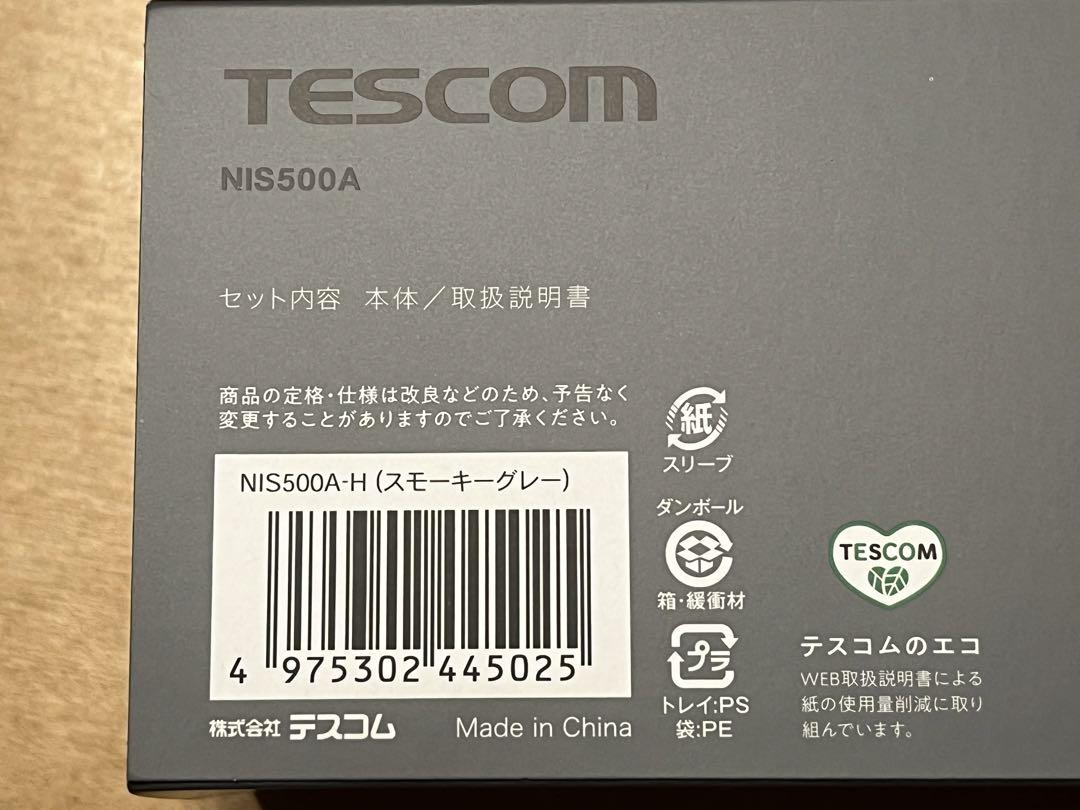 TESCOM
NIS500A
セット内容 本体／取扱説明書
商品の定格・仕様は改良などのため、予告なく
変更することがありますのでご了承ください。
NIS500A-H (スモーキーグレー)
4 975302 445025
株式会社 テスコム
Made in China
紙
スリーブ
ダンボール
箱・緩衝材
プラ
トレイ:PS
袋:PE
TESCOM
テスコムのエコ
WEB取扱説明書による
紙の使用量削減に取り
組んでいます。